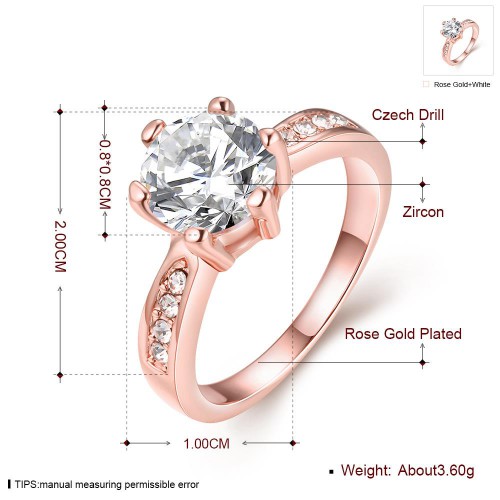 Rose Gold+White
Czech Drill
0.8*0.8CM
2.00CM
Zircon
Rose Gold Plated
1.00CM
Weight: About3.60g
TIPS:manual measuring permissible error